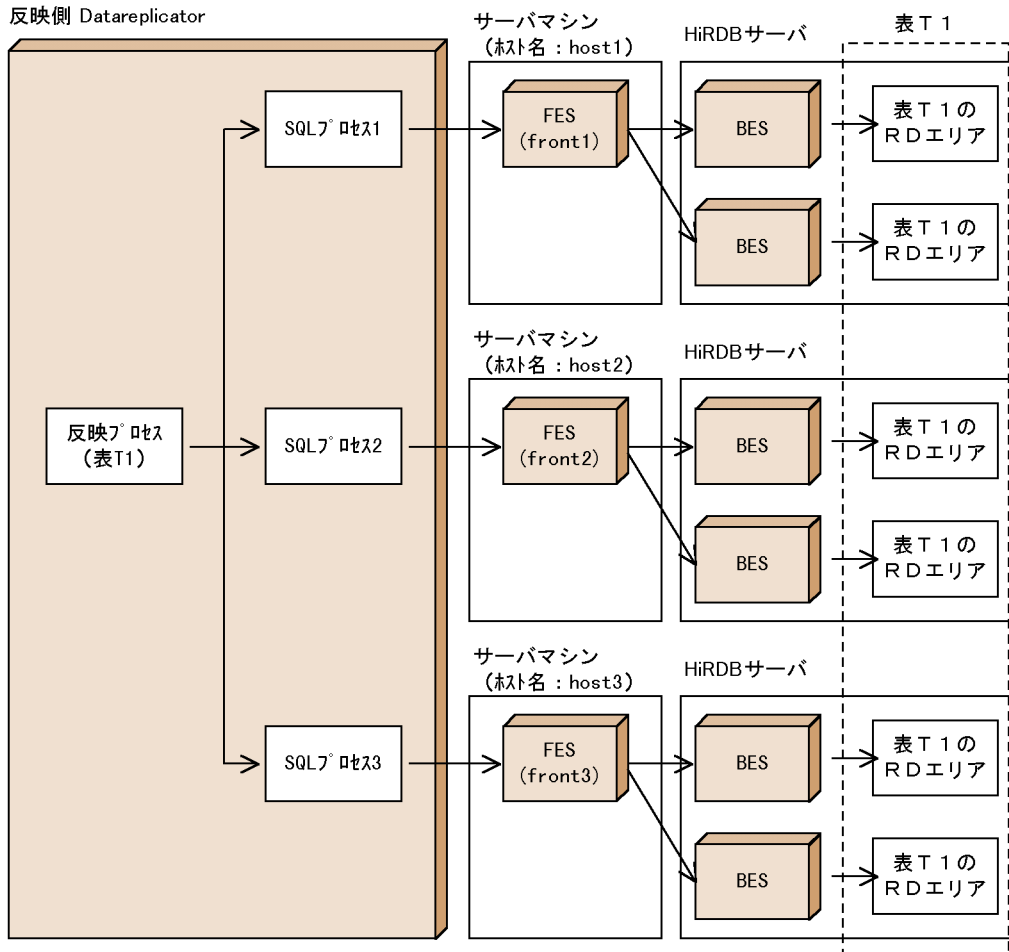 反映側 Datareplicator
サーバマシン
（ﾎｽﾄ名：host1）
HiRDBサーバ
表Ｔ１
SQLﾌﾟﾛｾｽ1
FES
(front1)
BES
表Ｔ１の
ＲＤエリア
BES
表Ｔ１の
ＲＤエリア
サーバマシン
（ﾎｽﾄ名：host2）
HiRDBサーバ
反映ﾌﾟﾛｾｽ
（表T1）
SQLﾌﾟﾛｾｽ2
FES
(front2)
BES
表Ｔ１の
ＲＤエリア
BES
表Ｔ１の
ＲＤエリア
サーバマシン
（ﾎｽﾄ名：host3）
HiRDBサーバ
SQLﾌﾟﾛｾｽ3
FES
(front3)
BES
表Ｔ１の
ＲＤエリア
BES
表Ｔ１の
ＲＤエリア